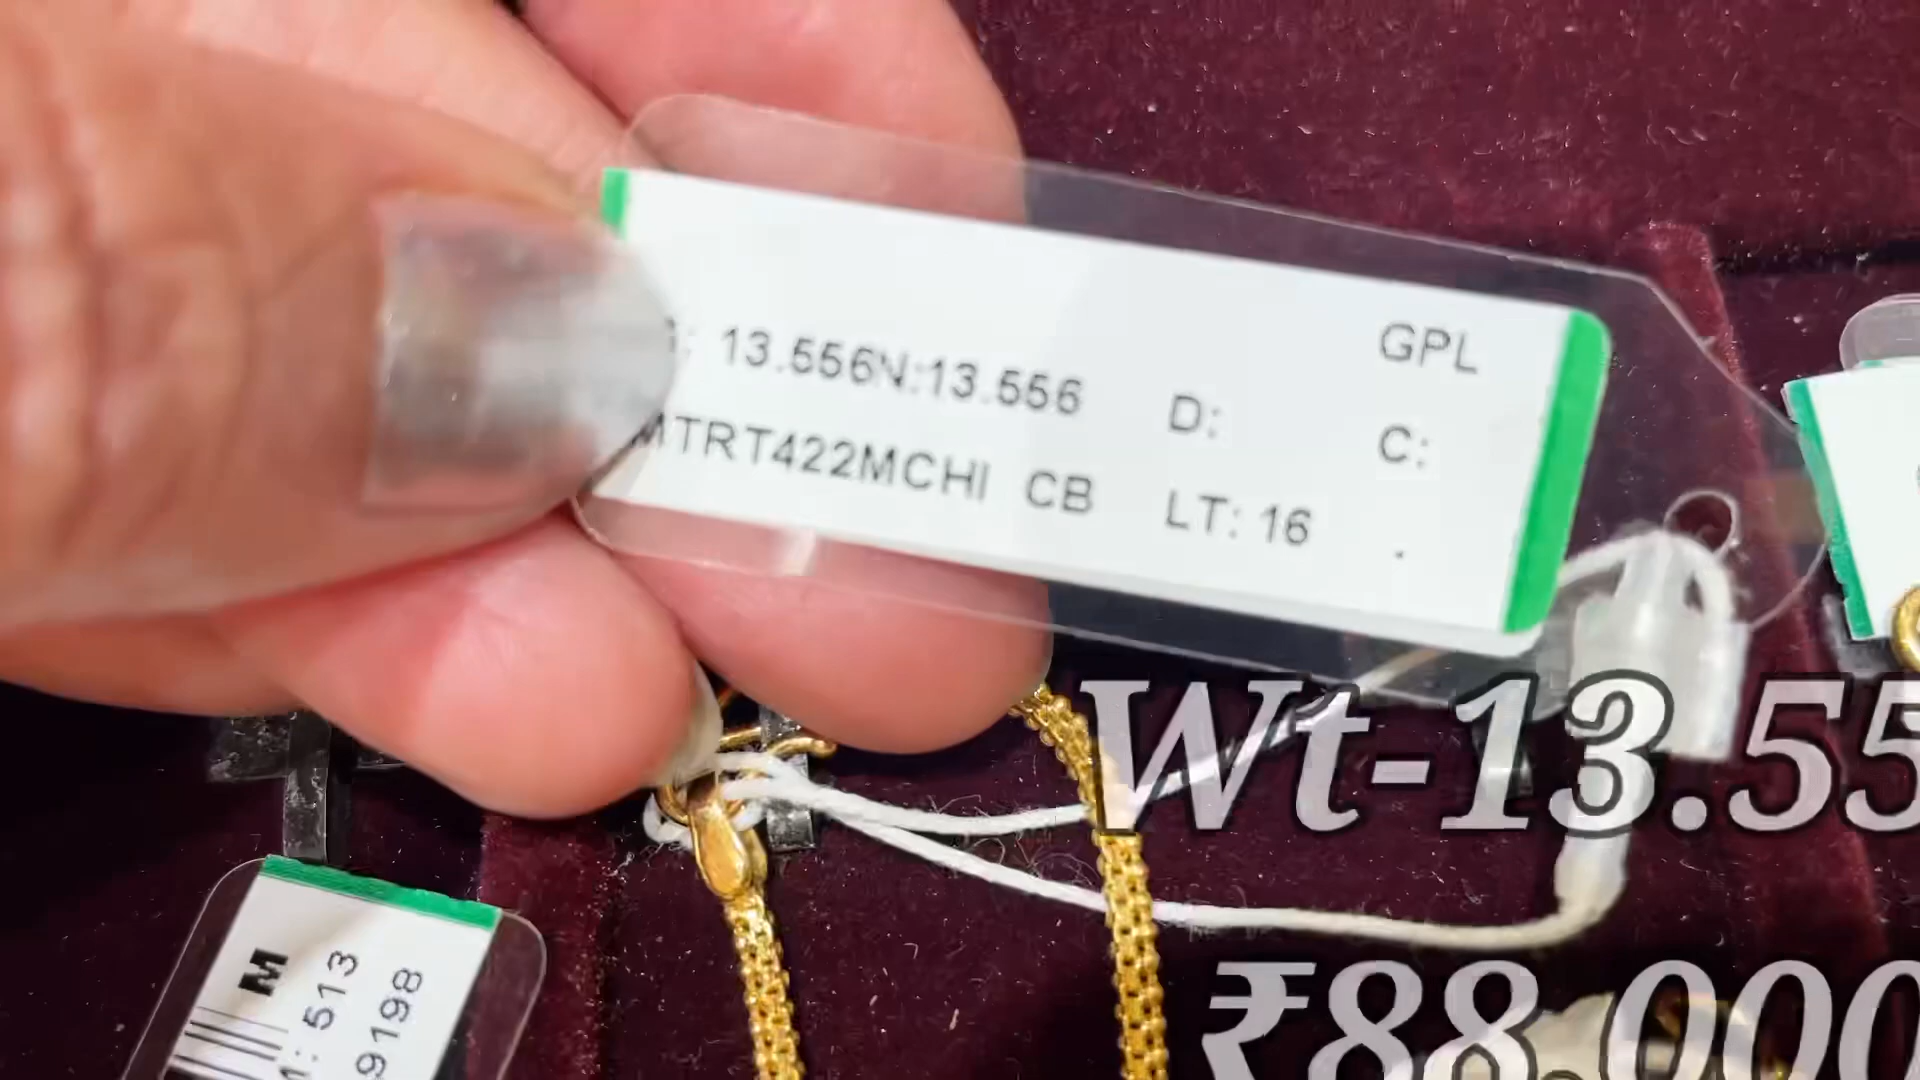 GPL
: 13.556N:13.556 D: C:
MTRT422MCHI CB LT: 16 .
Wt-13.55
₹88,000
M
: 513
9198